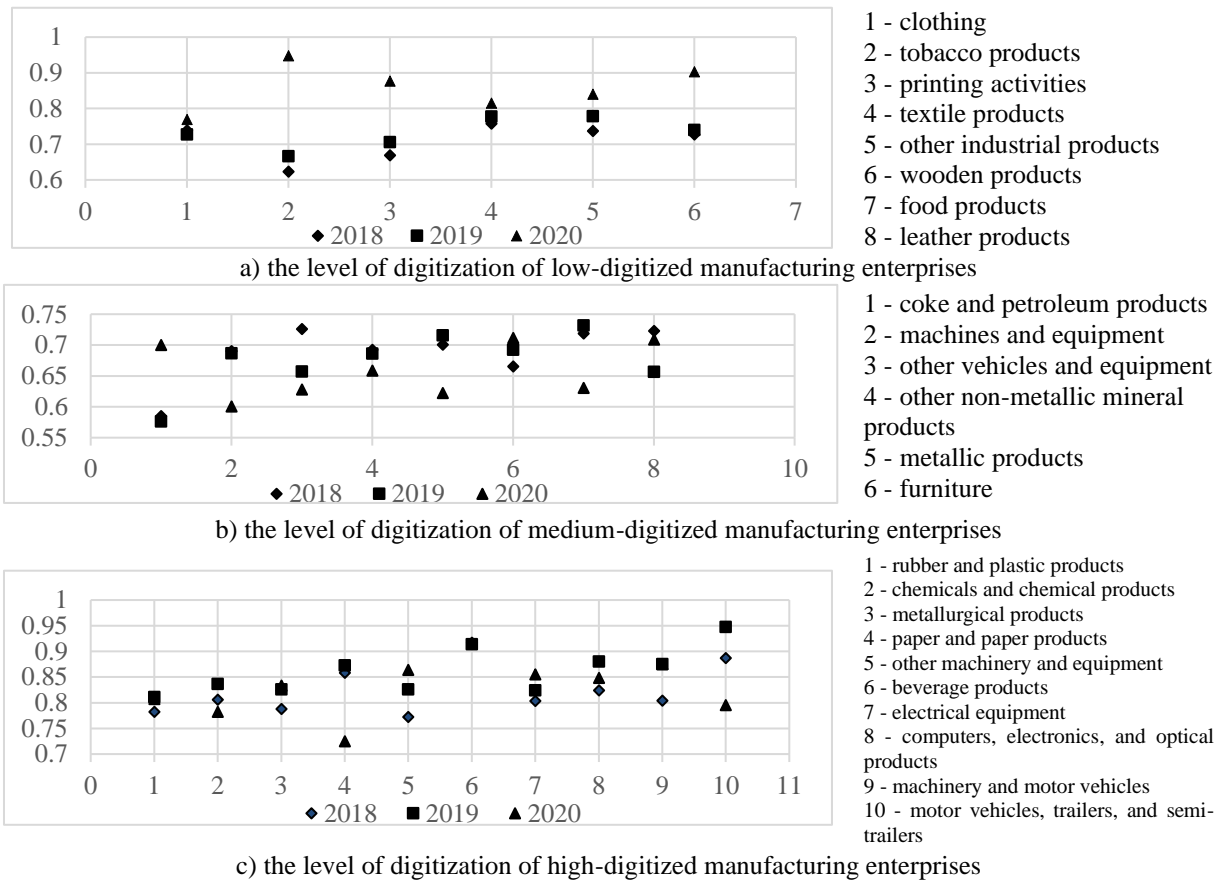 1
0.9
0.8
0.7
0.6
0 1 2 3 4 5 6 7
◆ 2018 ■ 2019 ▲ 2020
1 - clothing
2 - tobacco products
3 - printing activities
4 - textile products
5 - other industrial products
6 - wooden products
7 - food products
8 - leather products
a) the level of digitization of low-digitized manufacturing enterprises
0.75
0.7
0.65
0.6
0.55
0 2 4 6 8 10
◆ 2018 ■ 2019 ▲ 2020
1 - coke and petroleum products
2 - machines and equipment
3 - other vehicles and equipment
4 - other non-metallic mineral
products
5 - metallic products
6 - furniture
b) the level of digitization of medium-digitized manufacturing enterprises
1
0.95
0.9
0.85
0.8
0.75
0.7
0 1 2 3 4 5 6 7 8 9 10 11
◆ 2018 ■ 2019 ▲ 2020
1 - rubber and plastic products
2 - chemicals and chemical products
3 - metallurgical products
4 - paper and paper products
5 - other machinery and equipment
6 - beverage products
7 - electrical equipment
8 - computers, electronics, and optical
products
9 - machinery and motor vehicles
10 - motor vehicles, trailers, and semi-
trailers
c) the level of digitization of high-digitized manufacturing enterprises